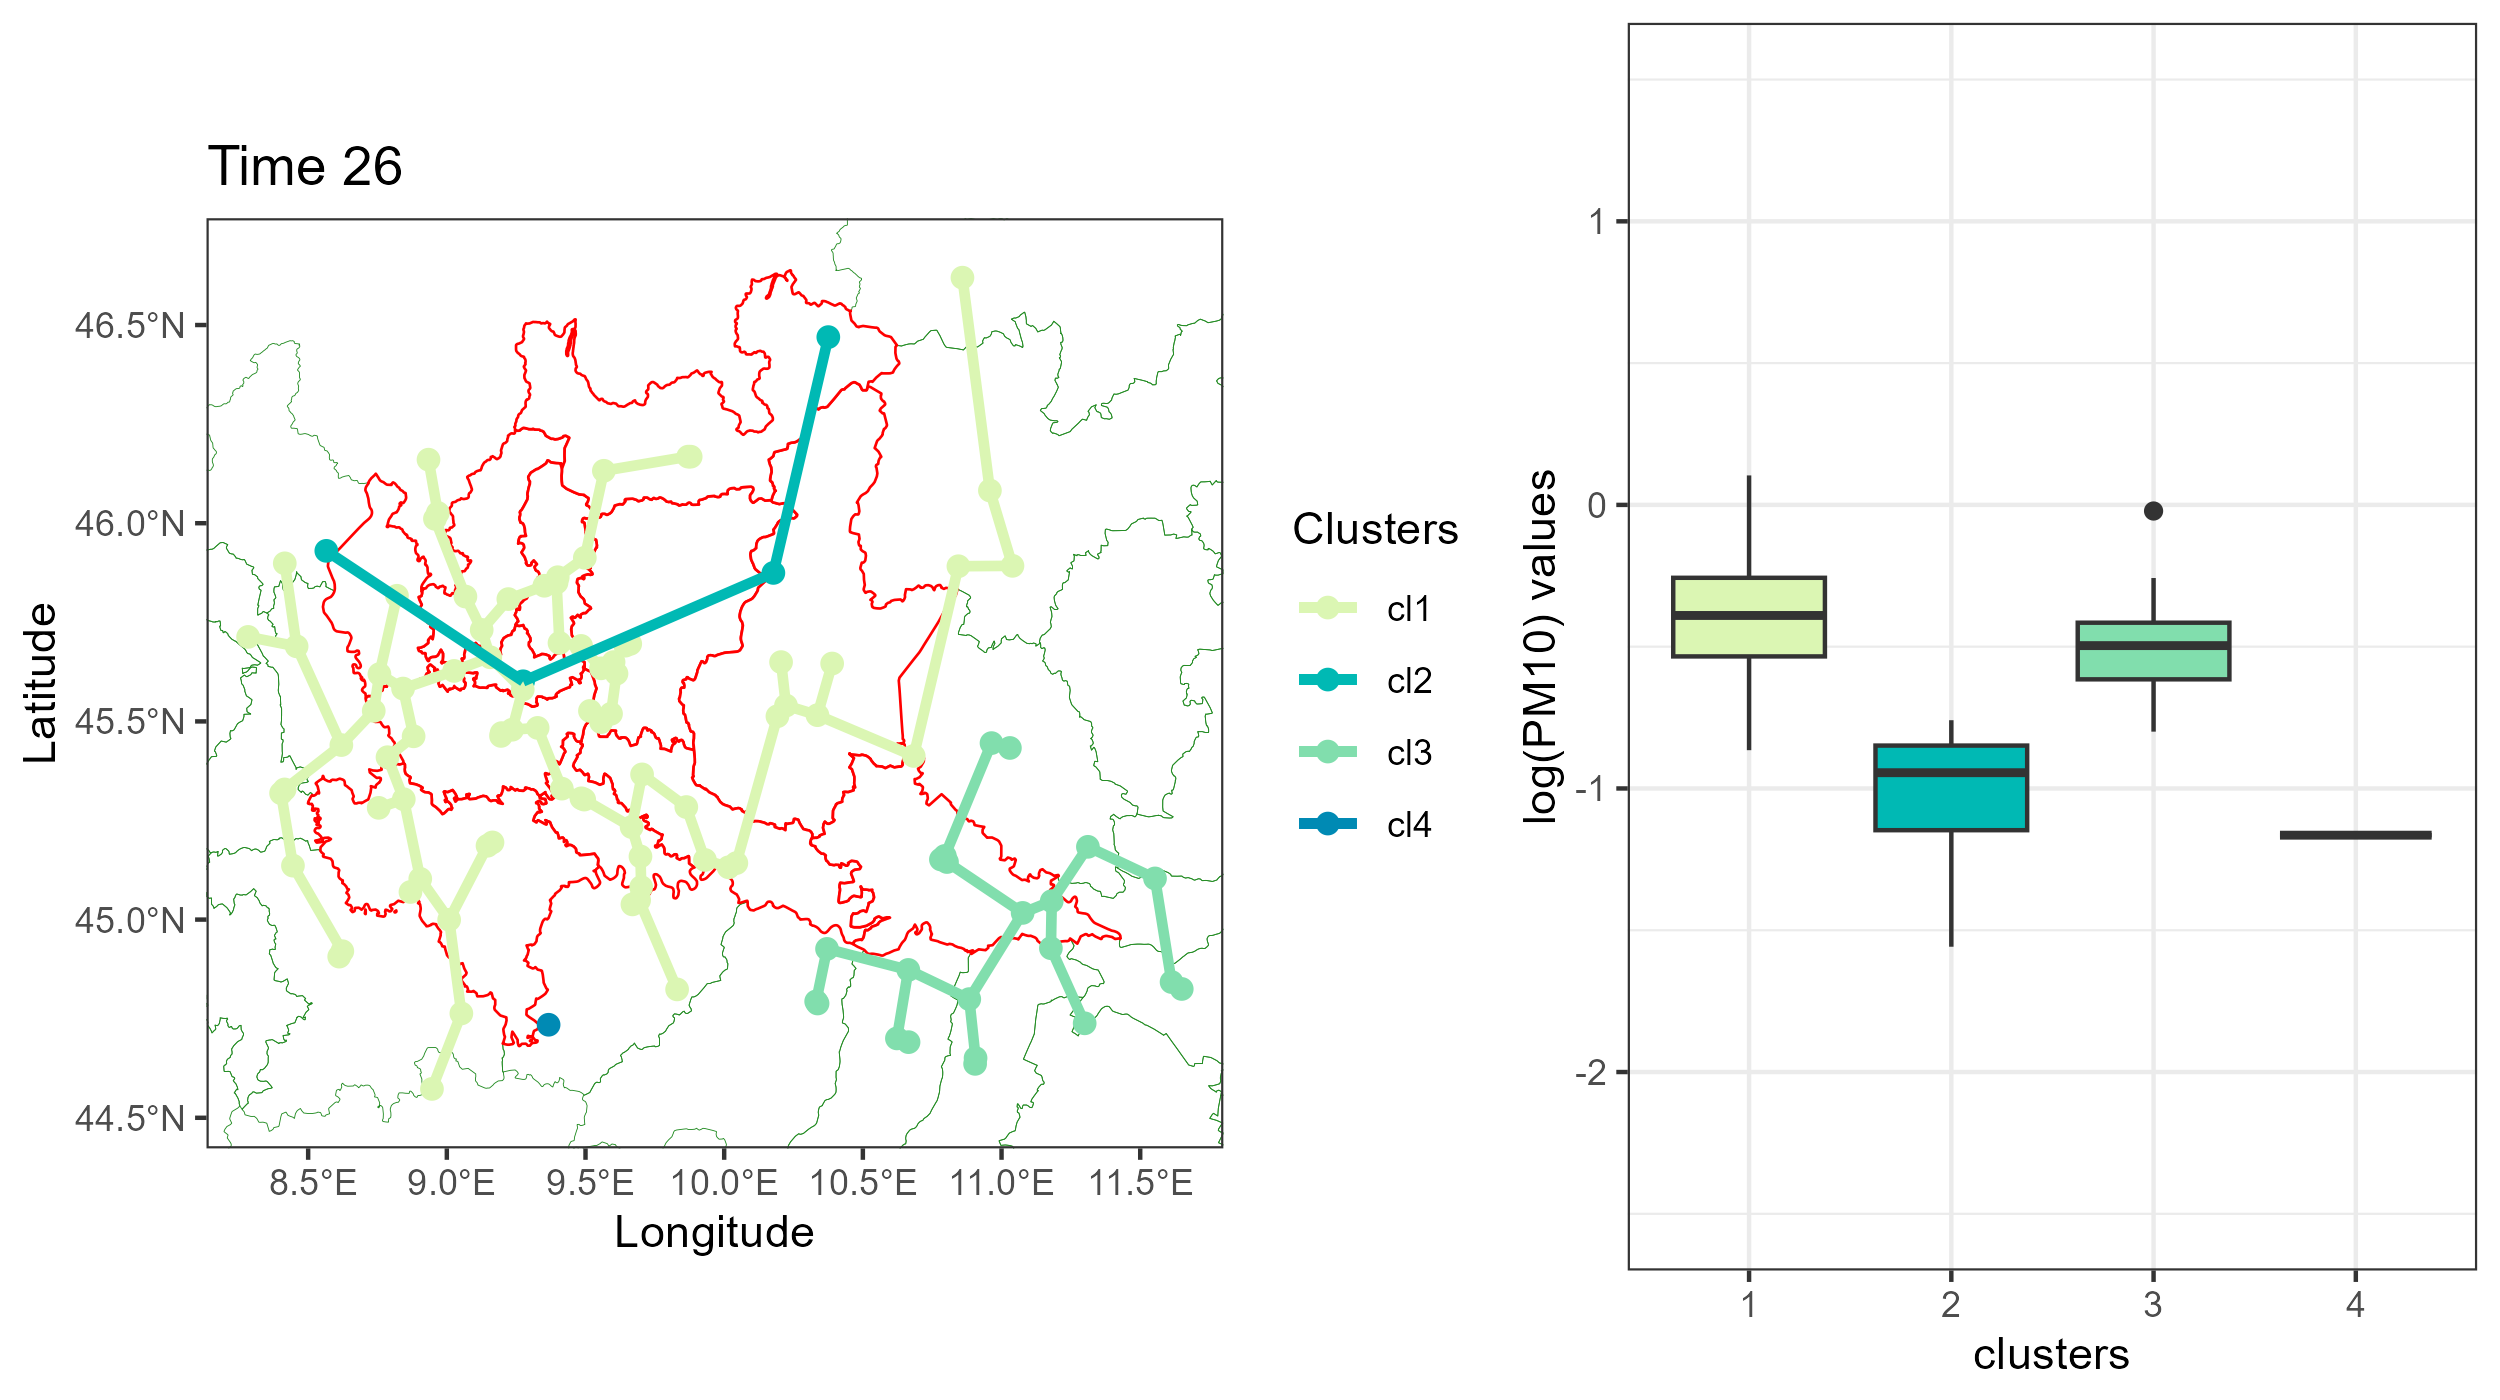 Time 26
46.5°N
46.0°N
45.5°N
45.0°N
44.5°N
Latitude
8.5°E 9.0°E 9.5°E 10.0°E 10.5°E 11.0°E 11.5°E
Longitude
Clusters
cl1
cl2
cl3
cl4
log(PM10) values
1
0
-1
-2
1 2 3 4
clusters